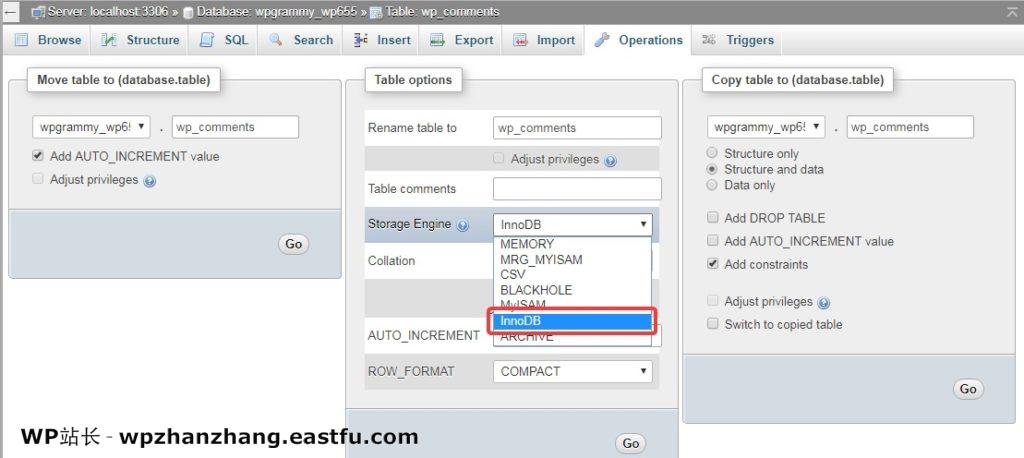 Server: localhost:3306 » Database: wpgrammy_wp655 » Table: wp_comments
Browse Structure SQL Search Insert Export Import Operations Triggers
Move table to (database.table)
wpgrammy_wp65 . wp_comments
Add AUTO_INCREMENT value
Adjust privileges
Go
Table options
Rename table to wp_comments
Adjust privileges
Table comments
Storage Engine InnoDB
MEMORY
MRG_MYISAM
Collation
CSV
BLACKHOLE
MyISAM
InnoDB
AUTO_INCREMENT
ARCHIVE
ROW_FORMAT COMPACT
Go
Copy table to (database.table)
wpgrammy_wp65 . wp_comments
Structure only
Structure and data
Data only
Add DROP TABLE
Add AUTO_INCREMENT value
Add constraints
Adjust privileges
Switch to copied table
Go
WP站长 - wpzhanzhang.eastfu.com